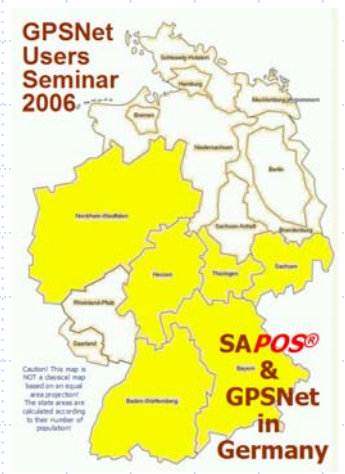 GPSNet
Users
Seminar
2006
Schleswig-Holstein
Hamburg
Mecklenburg-Vorpommern
Bremen
Niedersachsen
Berlin
Nordrhein-Westfalen
Sachsen-Anhalt
Brandenburg
Hessen
Thüringen
Sachsen
Rheinland-Pfalz
Saarland
Bayern
Baden-Württemberg
Caution! This map is
NOT a classical map
based on an equal
area projection!
The state areas are
calculated according
to their number of
population!
SAPOS®
&
GPSNet
in
Germany